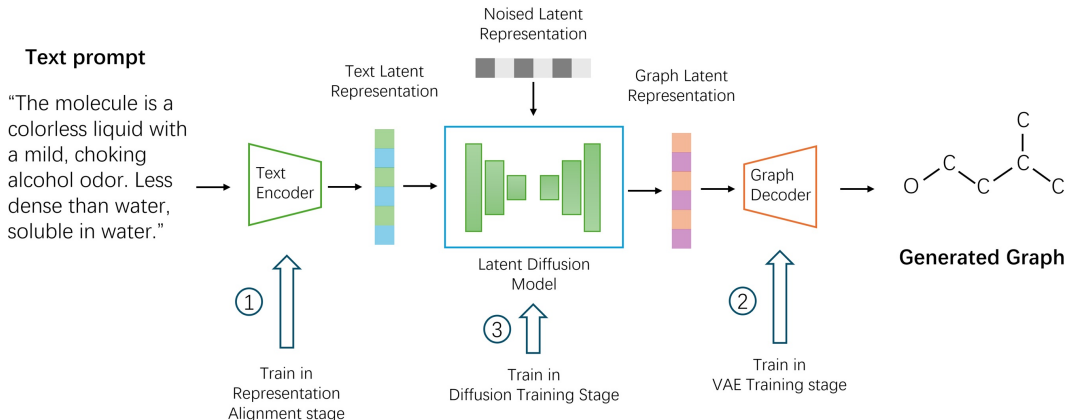 Text prompt
“The molecule is a
colorless liquid with
a mild, choking
alcohol odor. Less
dense than water,
soluble in water.”
Text
Encoder
Text Latent
Representation
Noised Latent
Representation
Latent Diffusion
Model
Graph Latent
Representation
Graph
Decoder
C
O
C
C
C
C
Generated Graph
①
Train in
Representation
Alignment stage
③
Train in
Diffusion Training Stage
②
Train in
VAE Training stage